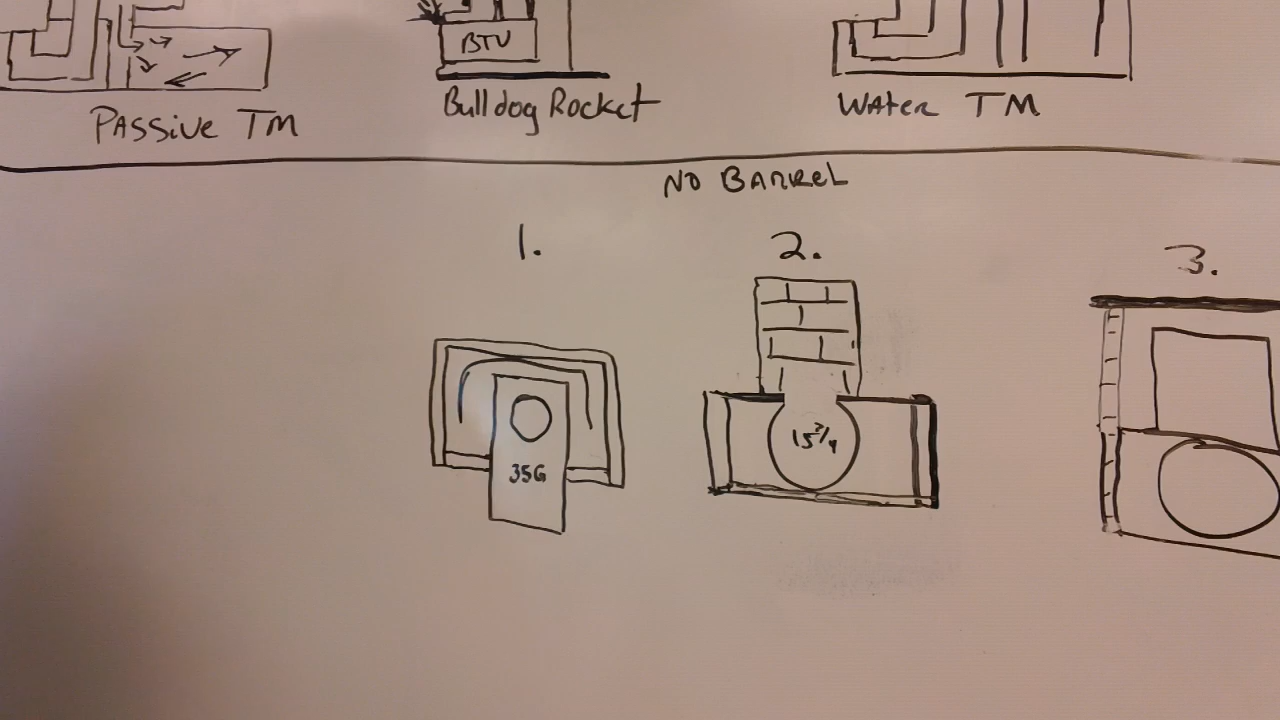 BTU
PASSIVE TM
Bulldog Rocket
WATER TM
NO BARREL
1.
2.
3.
35G
15 3/4